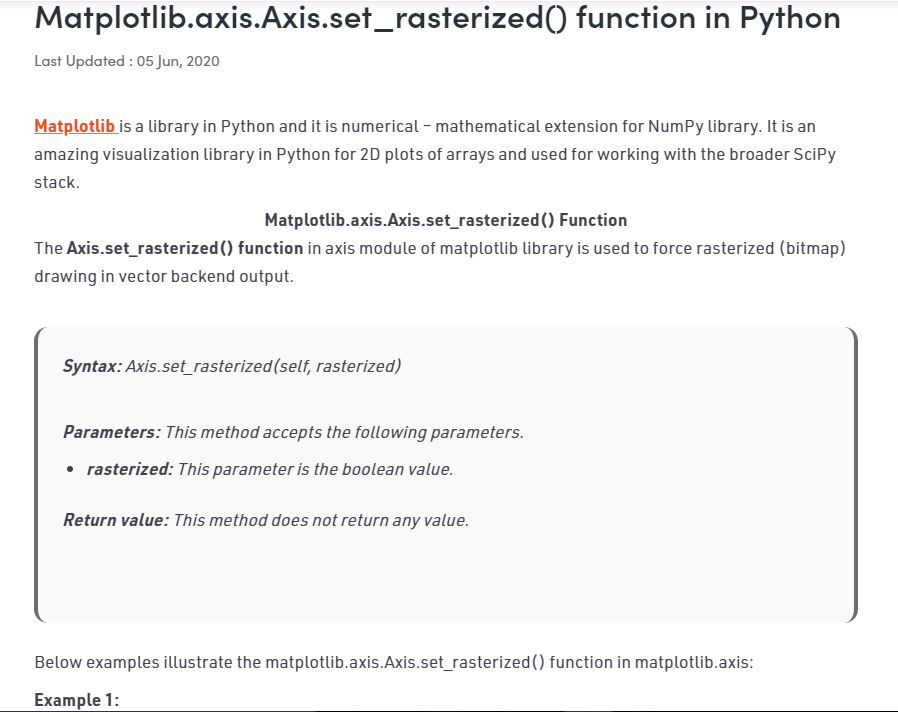 Matplotlib.axis.Axis.set_rasterized() function in Python
Last Updated : 05 Jun, 2020
Matplotlib is a library in Python and it is numerical – mathematical extension for NumPy library. It is an
amazing visualization library in Python for 2D plots of arrays and used for working with the broader SciPy
stack.
Matplotlib.axis.Axis.set_rasterized() Function
The Axis.set_rasterized() function in axis module of matplotlib library is used to force rasterized (bitmap)
drawing in vector backend output.
Syntax: Axis.set_rasterized(self, rasterized)
Parameters: This method accepts the following parameters.
• rasterized: This parameter is the boolean value.
Return value: This method does not return any value.
Below examples illustrate the matplotlib.axis.Axis.set_rasterized() function in matplotlib.axis:
Example 1: